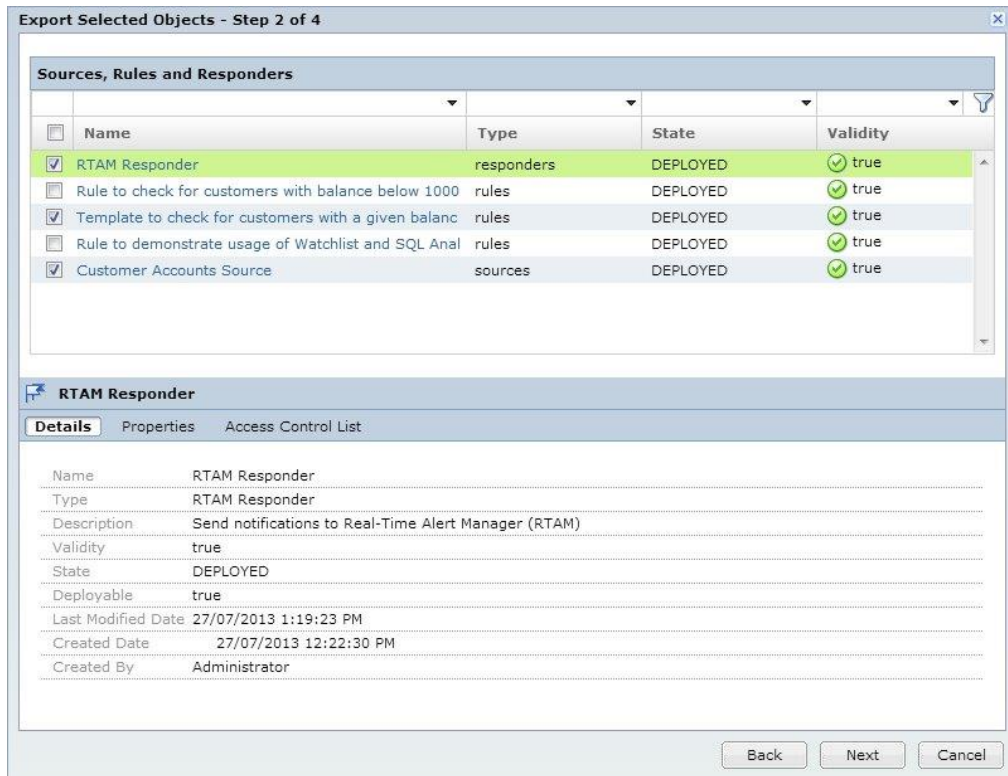 Export Selected Objects - Step 2 of 4
Sources, Rules and Responders
Name Type State Validity
RTAM Responder responders DEPLOYED true
Rule to check for customers with balance below 1000 rules DEPLOYED true
Template to check for customers with a given balanc rules DEPLOYED true
Rule to demonstrate usage of Watchlist and SQL Anal rules DEPLOYED true
Customer Accounts Source sources DEPLOYED true
RTAM Responder
Details Properties Access Control List
Name RTAM Responder
Type RTAM Responder
Description Send notifications to Real-Time Alert Manager (RTAM)
Validity true
State DEPLOYED
Deployable true
Last Modified Date 27/07/2013 1:19:23 PM
Created Date 27/07/2013 12:22:30 PM
Created By Administrator
Back Next Cancel